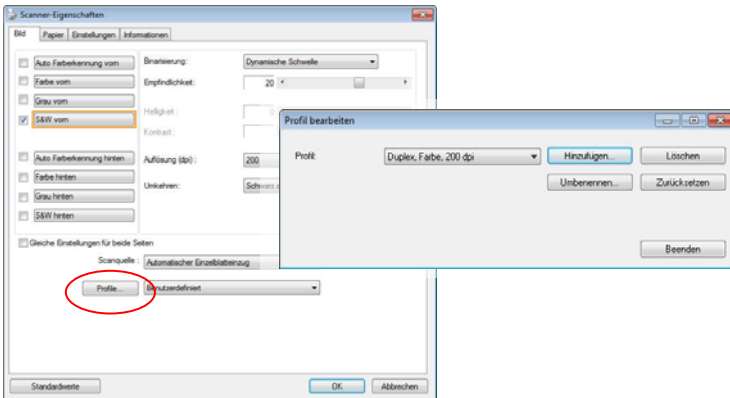 Scanner-Eigenschaften
Bild Papier Einstellungen Informationen
Auto Farberkennung vorn
Farbe vorn
Grau vorn
S&W vorn
Auto Farberkennung hinten
Farbe hinten
Grau hinten
S&W hinten
Binarisierung: Dynamische Schwelle
Empfindlichkeit: 20
Helligkeit : 0
Kontrast :
Auflösung (dpi) : 200
Umkehren: Schwarz
Gleiche Einstellungen für beide Seiten
Scanquelle : Automatischer Einzelblatteinzug
Profile... Benutzerdefiniert
Standardwerte OK Abbrechen
Profil bearbeiten
Profil: Duplex, Farbe, 200 dpi Hinzufügen... Löschen
Umbenennen... Zurücksetzen
Beenden